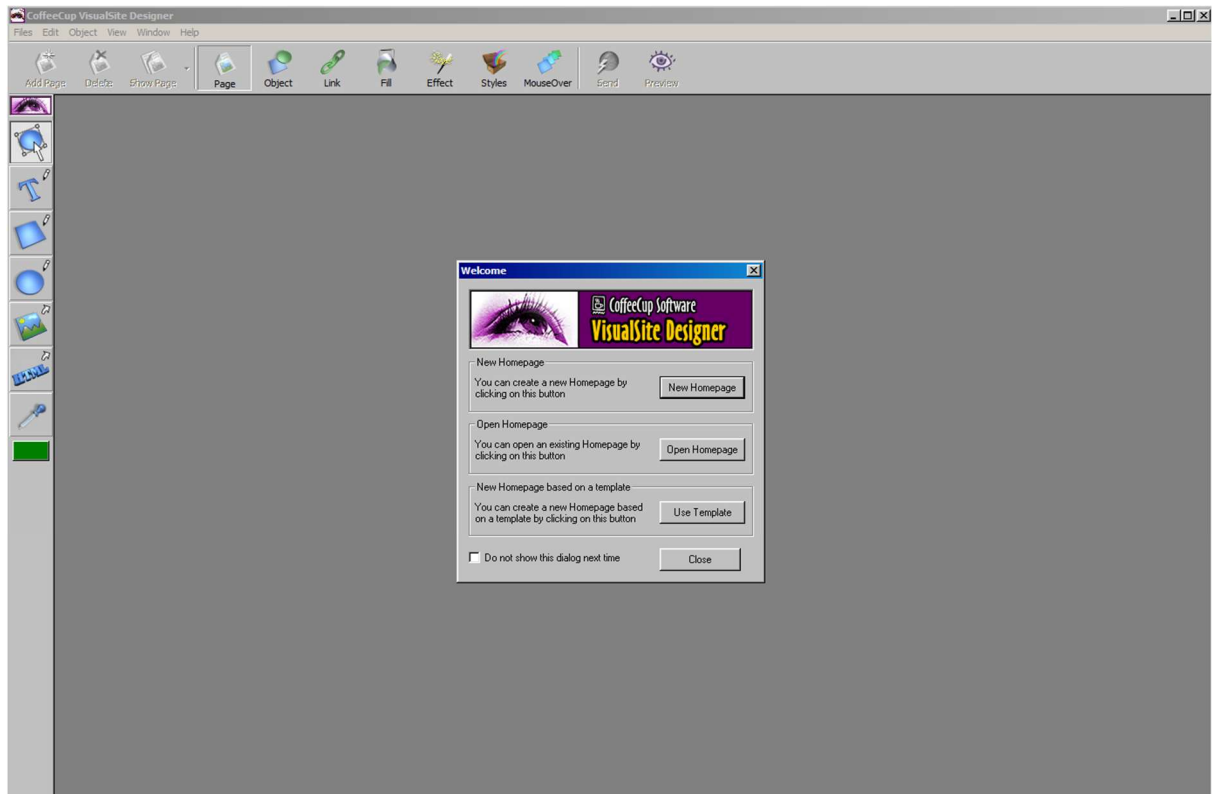 CoffeeCup VisualSite Designer
Files Edit Object View Window Help
Add Page Delete Show Page Page Object Link Fill Effect Styles MouseOver Send Preview
T
HTML
Welcome
CoffeeCup Software
VisualSite Designer
New Homepage
You can create a new Homepage by
clicking on this button
New Homepage
Open Homepage
You can open an existing Homepage by
clicking on this button
Open Homepage
New Homepage based on a template
You can create a new Homepage based
on a template by clicking on this button
Use Template
Do not show this dialog next time
Close